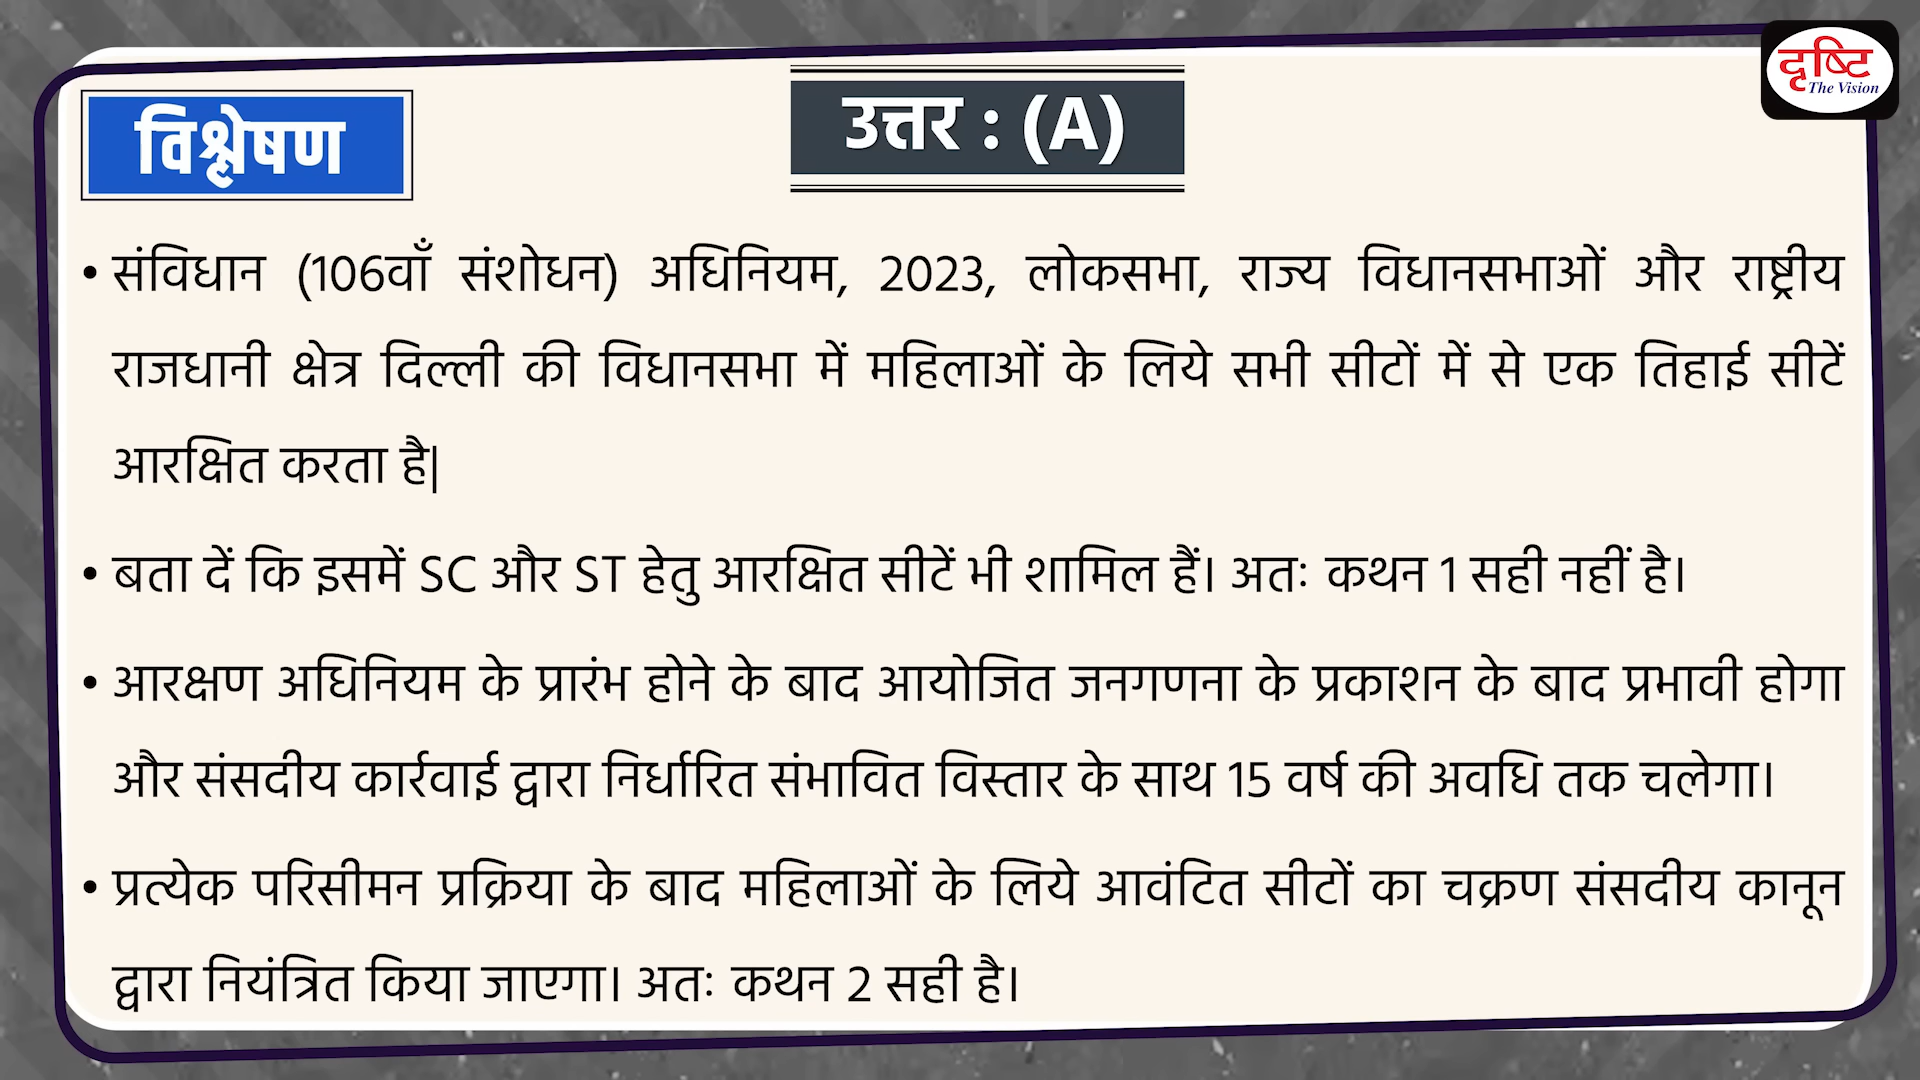 दृष्टि
The Vision
विश्लेषण
उत्तर : (A)
• संविधान (106वाँ संशोधन) अधिनियम, 2023, लोकसभा, राज्य विधानसभाओं और राष्ट्रीय
राजधानी क्षेत्र दिल्ली की विधानसभा में महिलाओं के लिये सभी सीटों में से एक तिहाई सीटें
आरक्षित करता है|
• बता दें कि इसमें SC और ST हेतु आरक्षित सीटें भी शामिल हैं। अतः कथन 1 सही नहीं है।
• आरक्षण अधिनियम के प्रारंभ होने के बाद आयोजित जनगणना के प्रकाशन के बाद प्रभावी होगा
और संसदीय कार्रवाई द्वारा निर्धारित संभावित विस्तार के साथ 15 वर्ष की अवधि तक चलेगा।
• प्रत्येक परिसीमन प्रक्रिया के बाद महिलाओं के लिये आवंटित सीटों का चक्रण संसदीय कानून
द्वारा नियंत्रित किया जाएगा। अतः कथन 2 सही है।